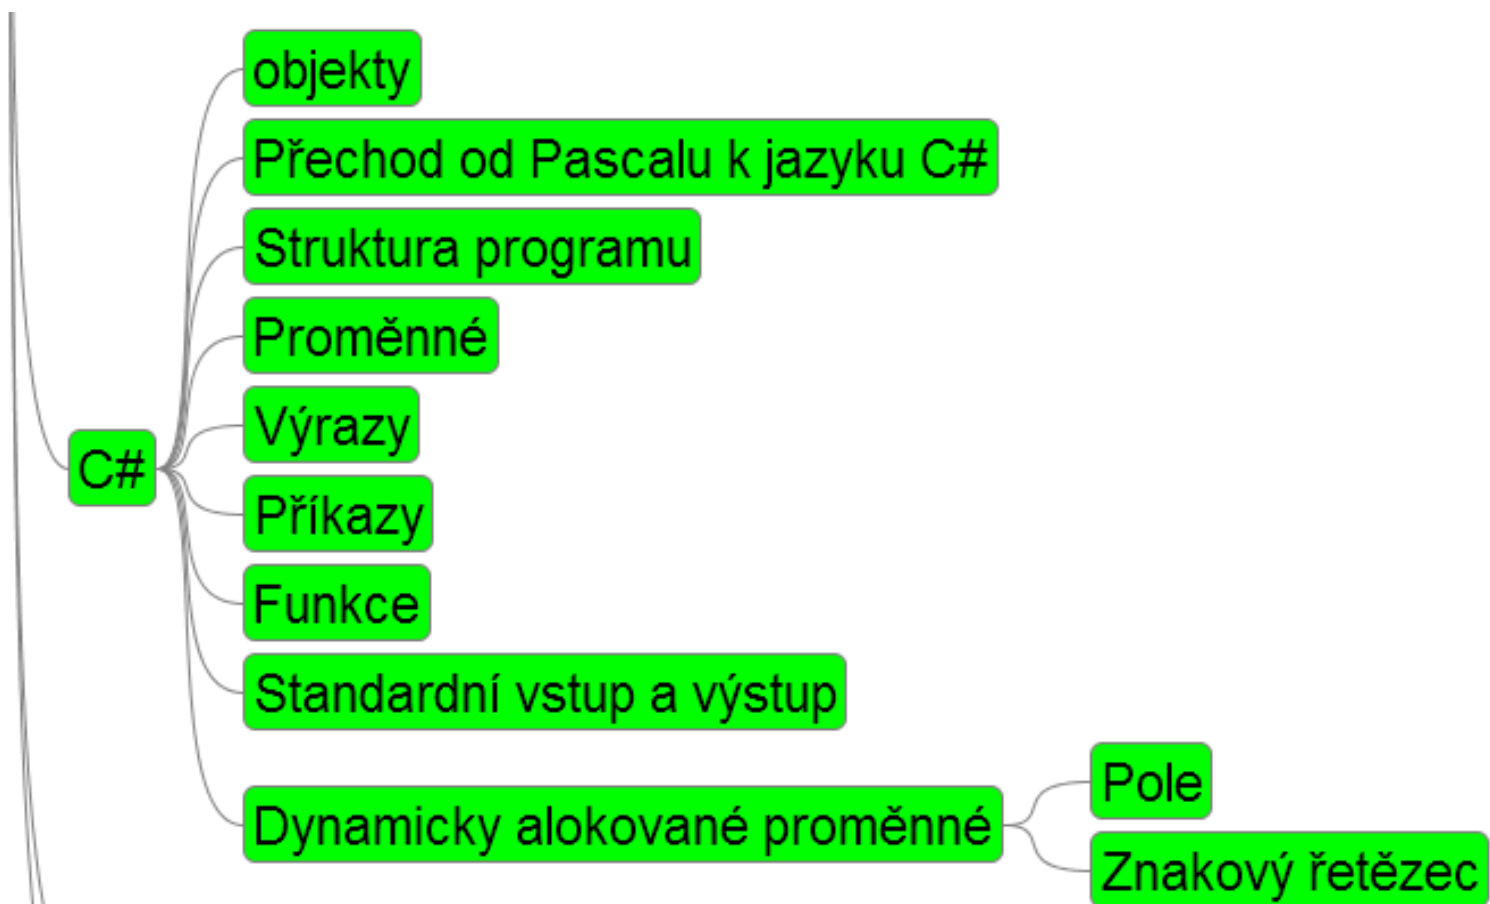 objekty
Přechod od Pascalu k jazyku C#
Struktura programu
Proměnné
Výrazy
C#
Příkazy
Funkce
Standardní vstup a výstup
Pole
Dynamicky alokované proměnné
Znakový řetězec